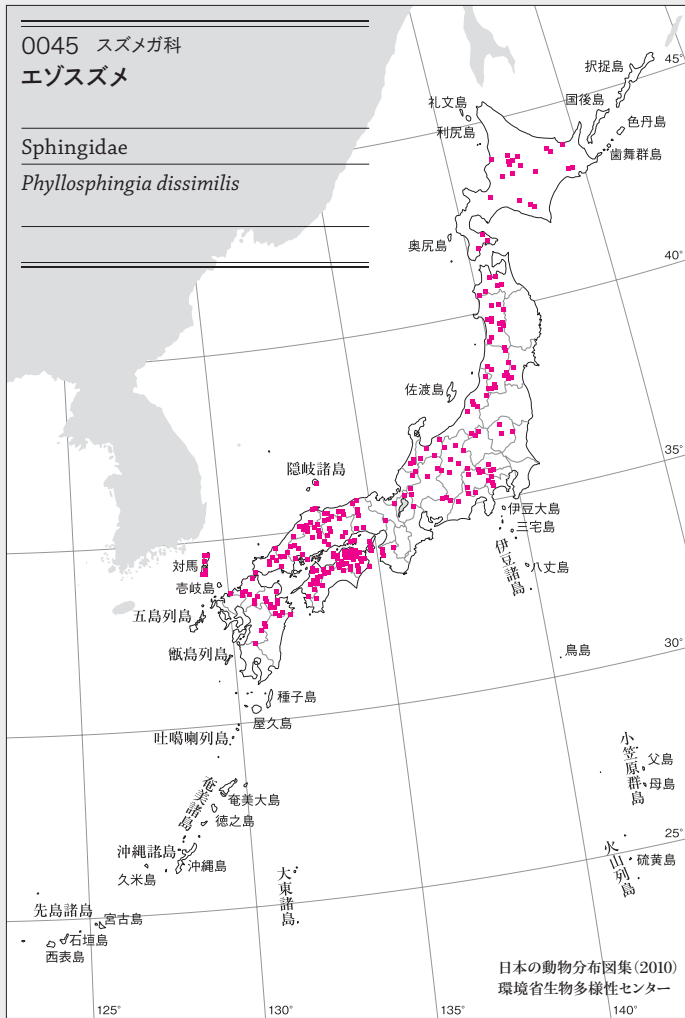 0045 スズメガ科
エゾスズメ
Sphingidae
Phyllosphingia dissimilis
45°
択捉島
国後島
礼文島
色丹島
利尻島
歯舞群島
奥尻島
40°
佐渡島
35°
隠岐諸島
伊豆大島
三宅島
伊豆諸島
八丈島
対馬
壱岐島
五島列島
甑島列島
鳥島
30°
種子島
屋久島
吐噶喇列島
小笠原群島
父島
母島
奄美諸島
奄美大島
徳之島
沖縄諸島
沖縄島
久米島
25°
火山列島
硫黄島
大東諸島
先島諸島
宮古島
石垣島
西表島
日本の動物分布図集(2010)
環境省生物多様性センター
125°
130°
135°
140°